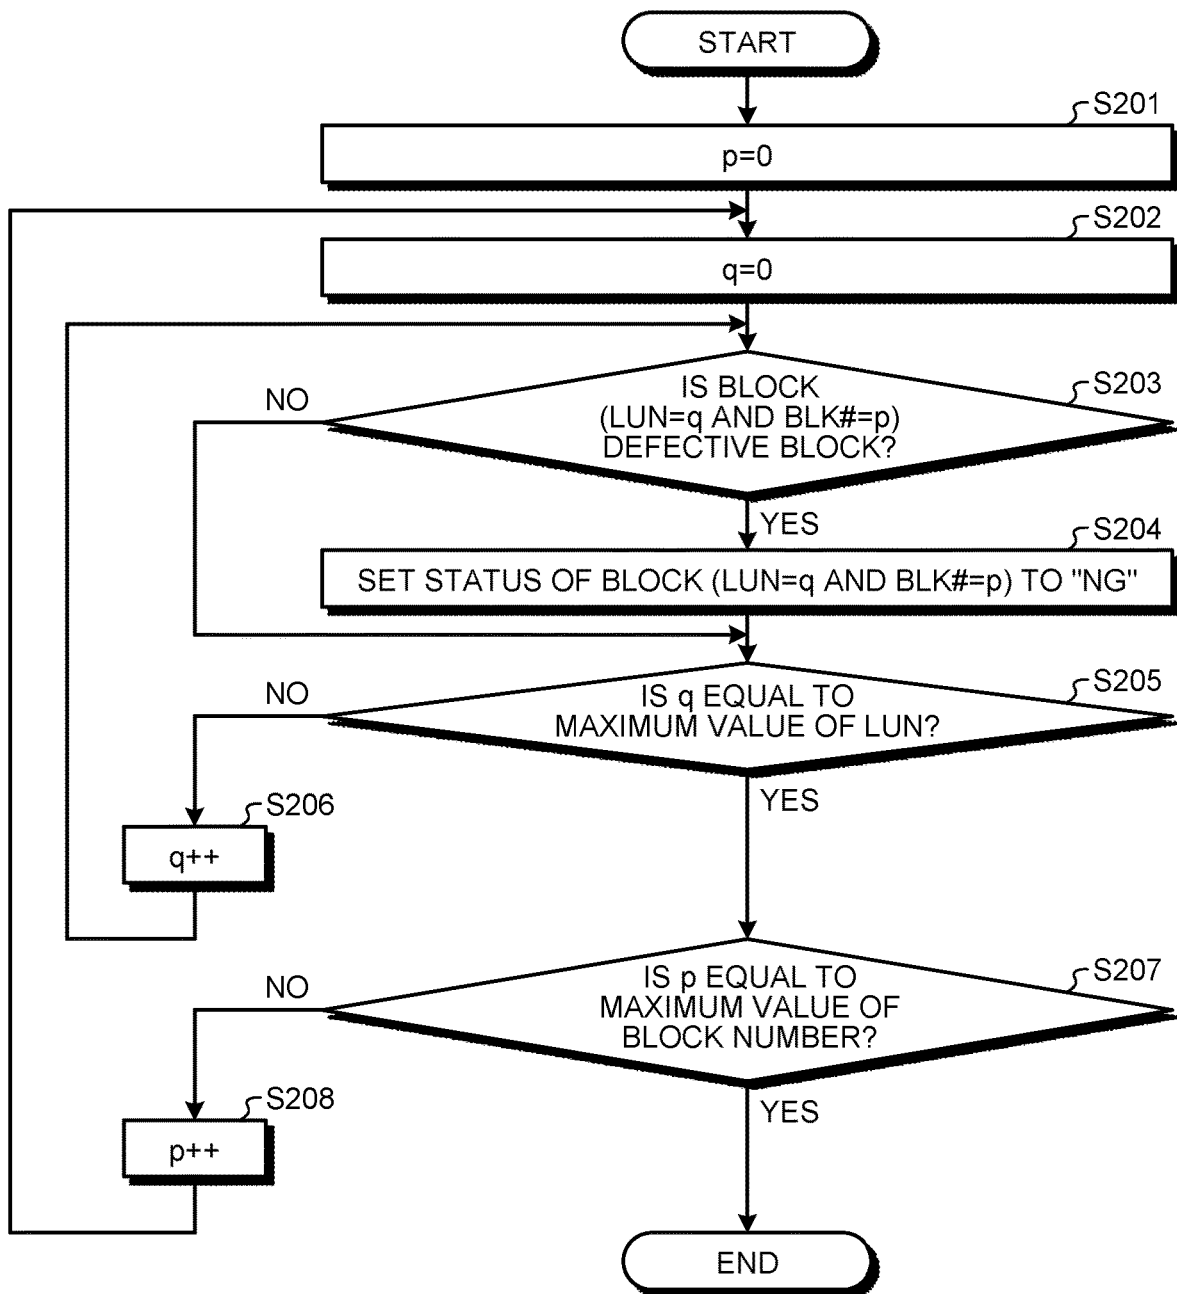 START
S201
p=0
S202
q=0
S203
IS BLOCK
(LUN=q AND BLK#=p)
DEFECTIVE BLOCK?
NO
YES
S204
SET STATUS OF BLOCK (LUN=q AND BLK#=p) TO "NG"
S205
IS q EQUAL TO
MAXIMUM VALUE OF LUN?
NO
YES
S206
q++
S207
IS p EQUAL TO
MAXIMUM VALUE OF
BLOCK NUMBER?
NO
YES
S208
p++
END